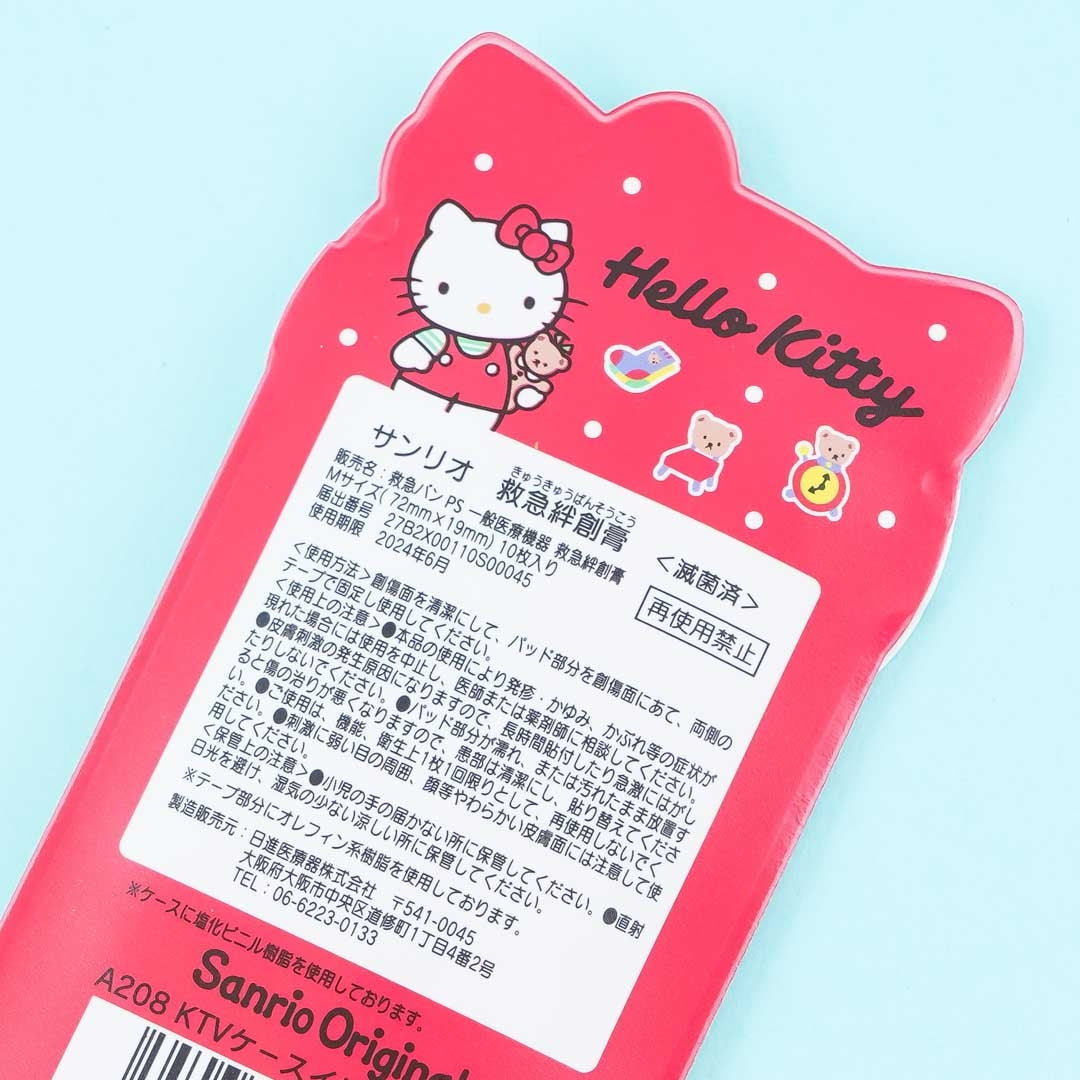 Hello Kitty
サンリオ 救急絆創膏
きゅうきゅうばんそうこう
<滅菌済>
販売名：救急バン PS 一般医療機器 救急絆創膏
Mサイズ(72mm×19mm) 10枚入り
届出番号 27B2X00110S00045
使用期限 2024年6月
再使用禁止
<使用方法>創傷面を清潔にして、パッド部分を創傷面にあて、両側の
テープで固定し使用してください。
<使用上の注意>●本品の使用により発疹・かゆみ、かぶれ等の症状が
現れた場合には使用を中止し、医師または薬剤師に相談してください。
●皮膚刺激の発生原因になりますので、長時間貼付したり急激にはがし
たりしないでください。●パッド部分が濡れ、または汚れたまま放置す
ると傷の治りが悪くなりますので、患部は清潔にし、貼り替えてくださ
い。●ご使用は、機能、衛生上1枚1回限りとして、再使用しないでく
ださい。●刺激に弱い目の周囲、顔等やわらかい皮膚面には注意して使
用してください。
<保管上の注意>●小児の手の届かない所に保管してください。●直射
日光を避け、湿気の少ない涼しい所に保管してください。
※テープ部分にオレフィン系樹脂を使用しております。
製造販売元：日進医療器株式会社 〒541-0045
大阪府大阪市中央区道修町1丁目4番2号
TEL：06-6223-0133
※ケースに塩化ビニル樹脂を使用しております。
Sanrio Original
A208 KTVケースイ